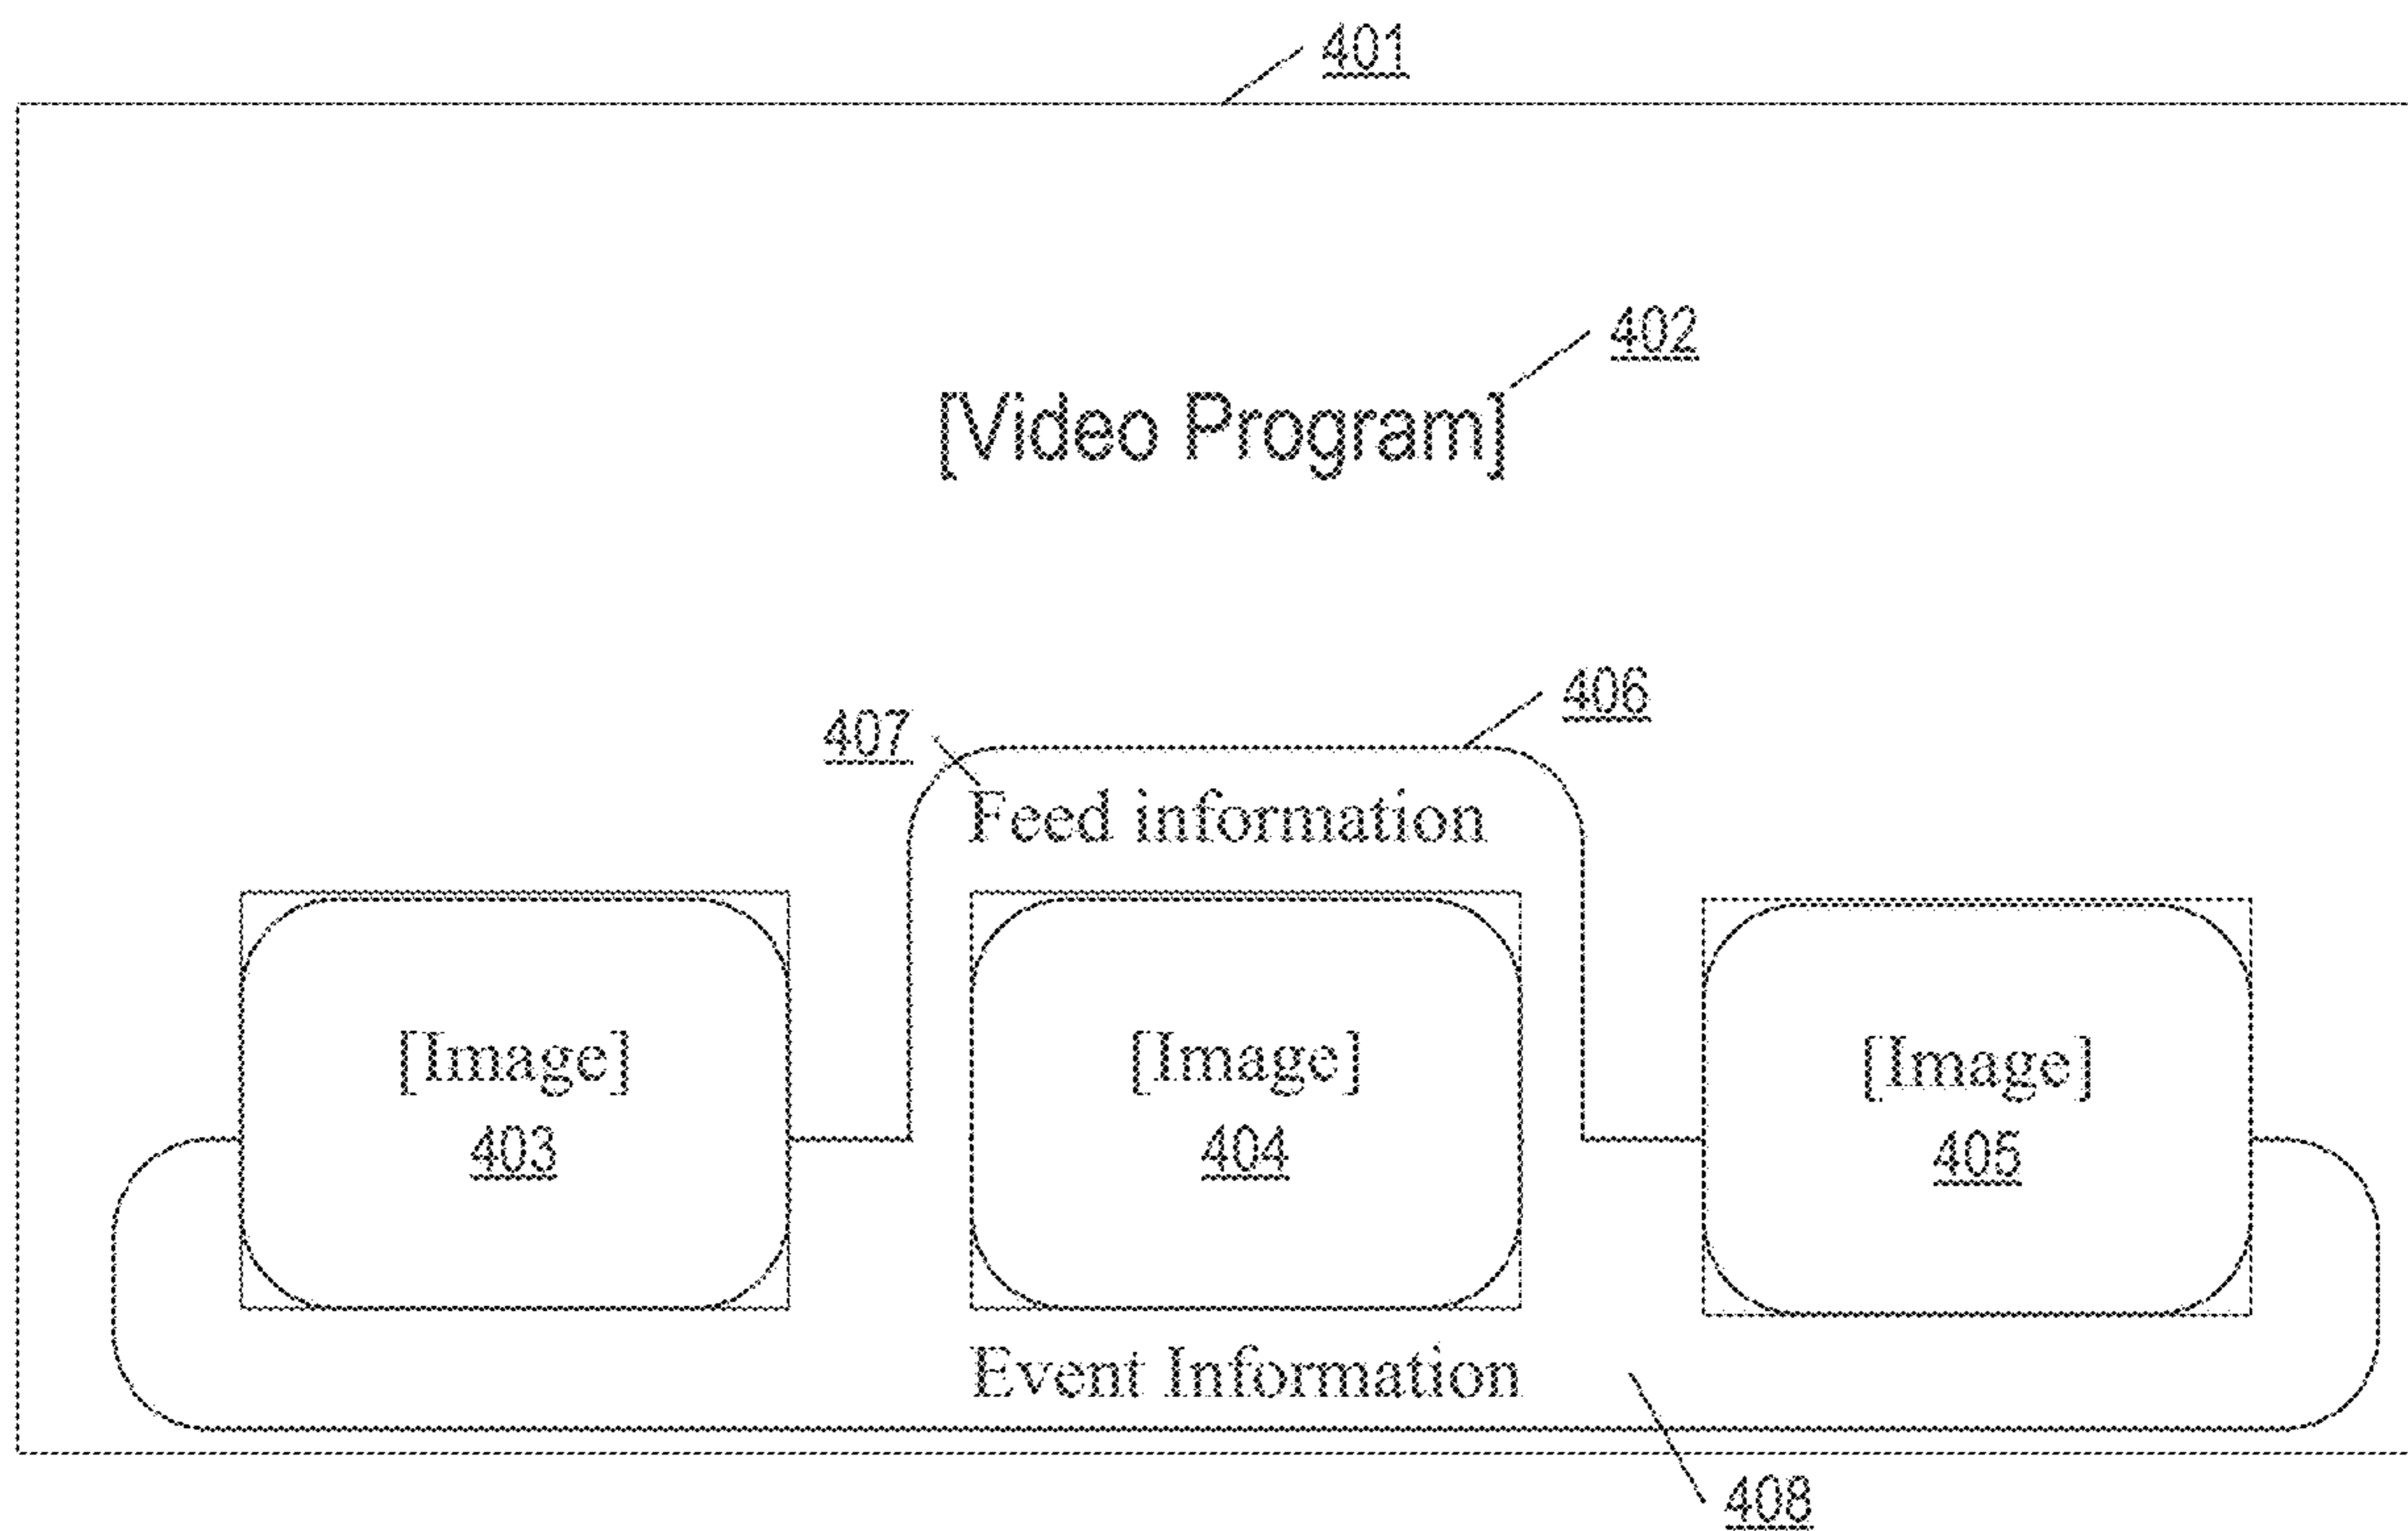 401
402
[Video Program]
406
407
Feed information
[Image]
403
[Image]
404
[Image]
405
Event Information
408